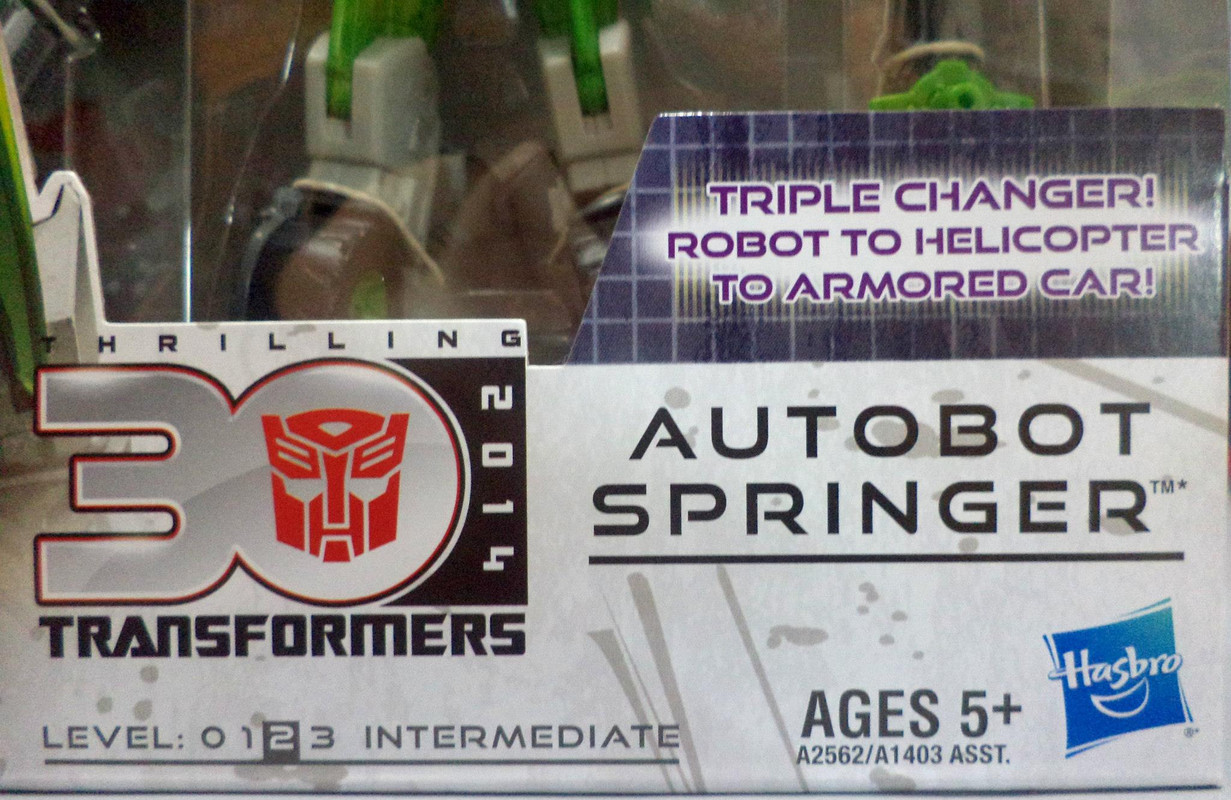 TRIPLE CHANGER!
ROBOT TO HELICOPTER
TO ARMORED CAR!
THRILLING
30
2014
TRANSFORMERS
AUTOBOT
SPRINGER™*
LEVEL: 0 1 2 3 INTERMEDIATE
AGES 5+
A2562/A1403 ASST.
Hasbro
®*